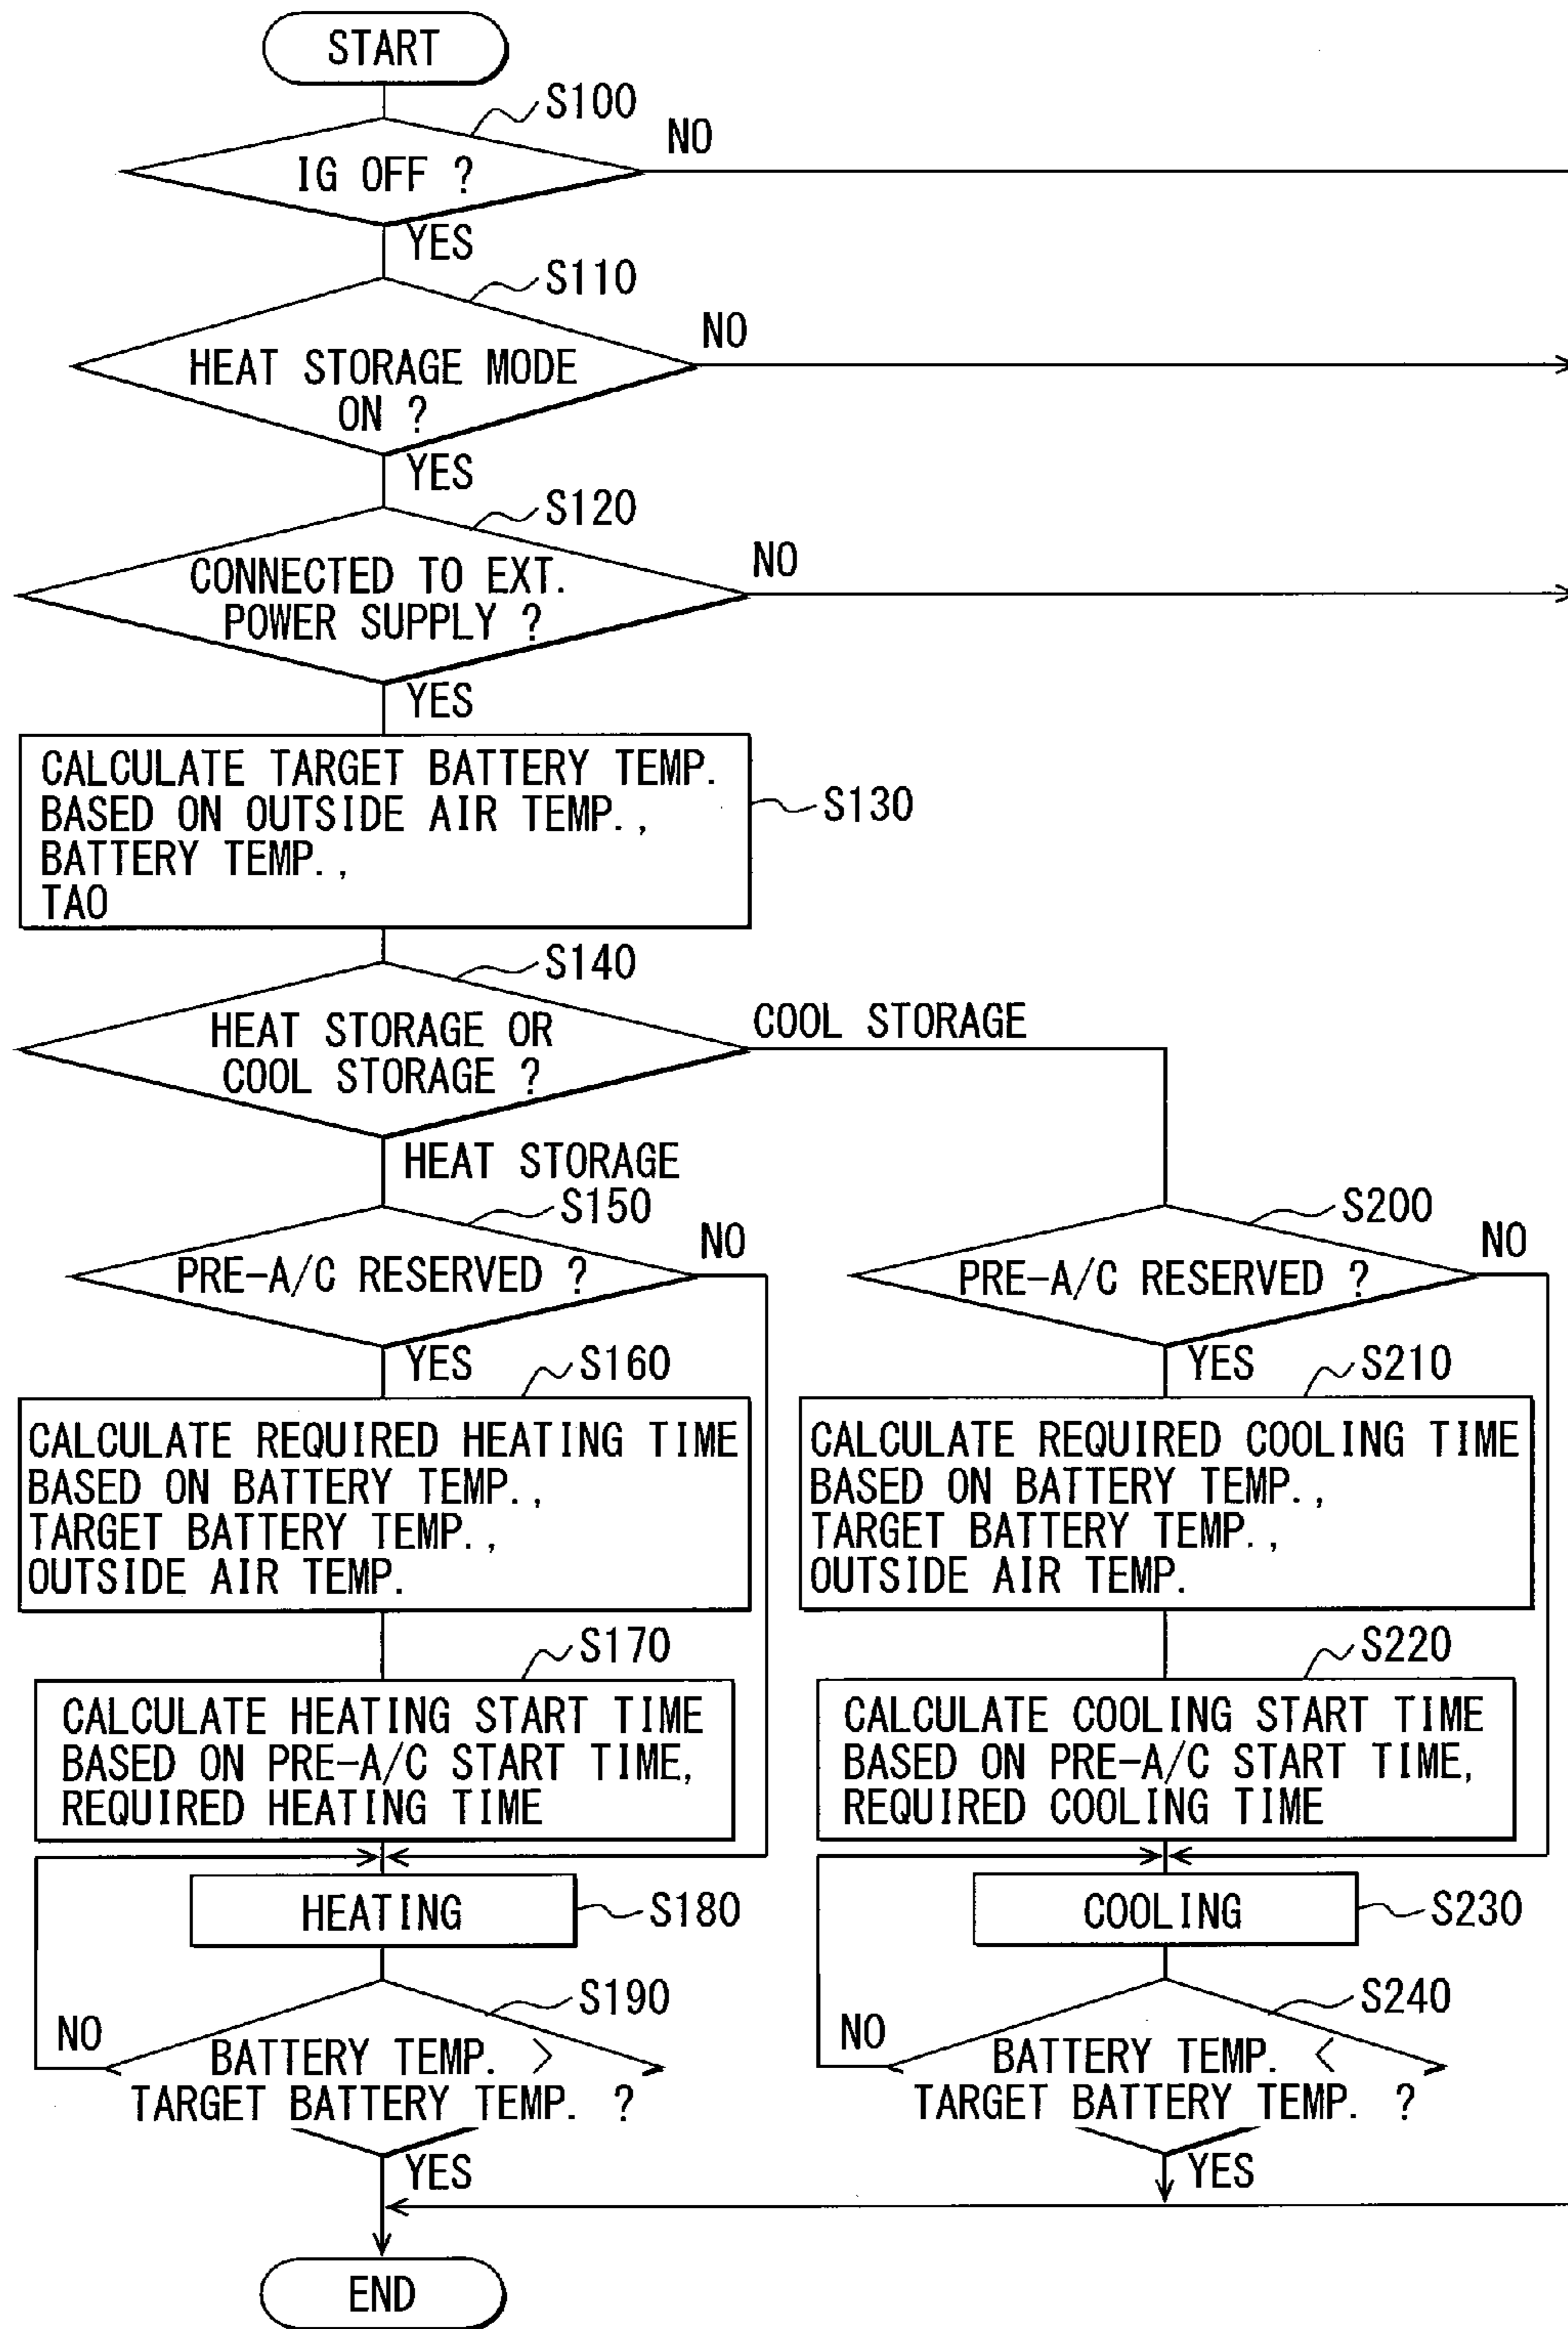 START
S100
IG OFF ?
NO
YES
S110
HEAT STORAGE MODE
ON ?
NO
YES
S120
CONNECTED TO EXT.
POWER SUPPLY ?
NO
YES
CALCULATE TARGET BATTERY TEMP.
BASED ON OUTSIDE AIR TEMP.,
BATTERY TEMP.,
TAO
S130
S140
HEAT STORAGE OR
COOL STORAGE ?
COOL STORAGE
HEAT STORAGE
S150
PRE-A/C RESERVED ?
NO
YES
S160
CALCULATE REQUIRED HEATING TIME
BASED ON BATTERY TEMP.,
TARGET BATTERY TEMP.,
OUTSIDE AIR TEMP.
S170
CALCULATE HEATING START TIME
BASED ON PRE-A/C START TIME,
REQUIRED HEATING TIME
HEATING
S180
S190
NO
BATTERY TEMP. >
TARGET BATTERY TEMP. ?
YES
S200
PRE-A/C RESERVED ?
NO
YES
S210
CALCULATE REQUIRED COOLING TIME
BASED ON BATTERY TEMP.,
TARGET BATTERY TEMP.,
OUTSIDE AIR TEMP.
S220
CALCULATE COOLING START TIME
BASED ON PRE-A/C START TIME,
REQUIRED COOLING TIME
COOLING
S230
S240
NO
BATTERY TEMP. <
TARGET BATTERY TEMP. ?
YES
END